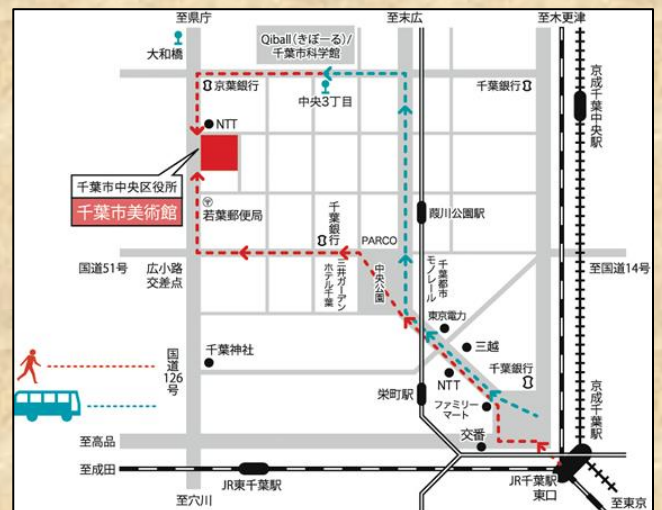 至県庁
至末広
至木更津
大和橋
Qiball(きぼーる)/
千葉市科学館
京葉銀行
中央3丁目
千葉銀行
京成千葉中央駅
NTT
千葉市中央区役所
千葉市美術館
若葉郵便局
千葉銀行
葭川公園駅
PARCO
国道51号
広小路
交差点
三井ガーデン
ホテル千葉
中央公園
千葉都市
モノレール
至国道14号
東京電力
三越
千葉神社
国道126号
NTT
千葉銀行
栄町駅
ファミリー
マート
京成千葉駅
交番
至高品
至成田
JR東千葉駅
JR千葉駅
東口
至穴川
至東京